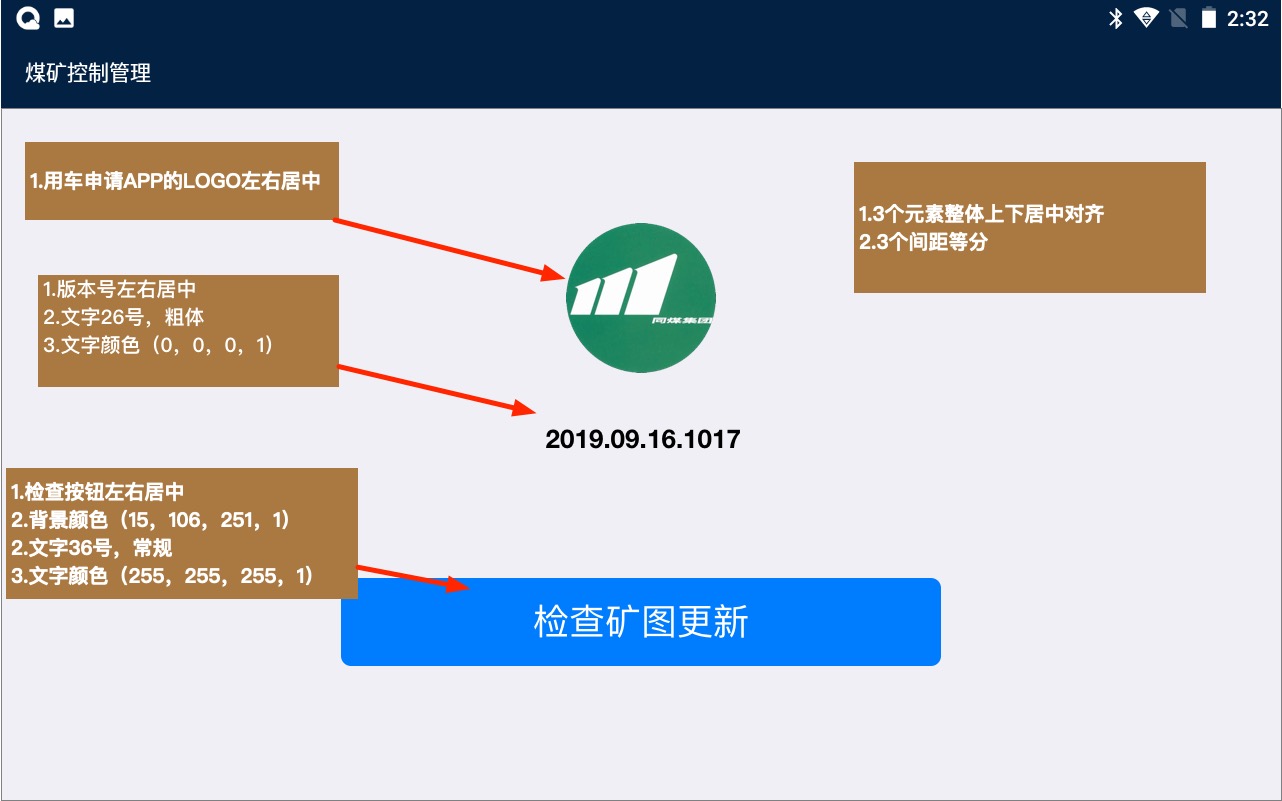 2:32
煤矿控制管理
1.用车申请APP的LOGO左右居中
1.3个元素整体上下居中对齐
2.3个间距等分
1.版本号左右居中
2.文字26号，粗体
3.文字颜色（0，0，0，1）
同煤集团
2019.09.16.1017
1.检查按钮左右居中
2.背景颜色（15，106，251，1）
2.文字36号，常规
3.文字颜色（255，255，255，1）
检查矿图更新